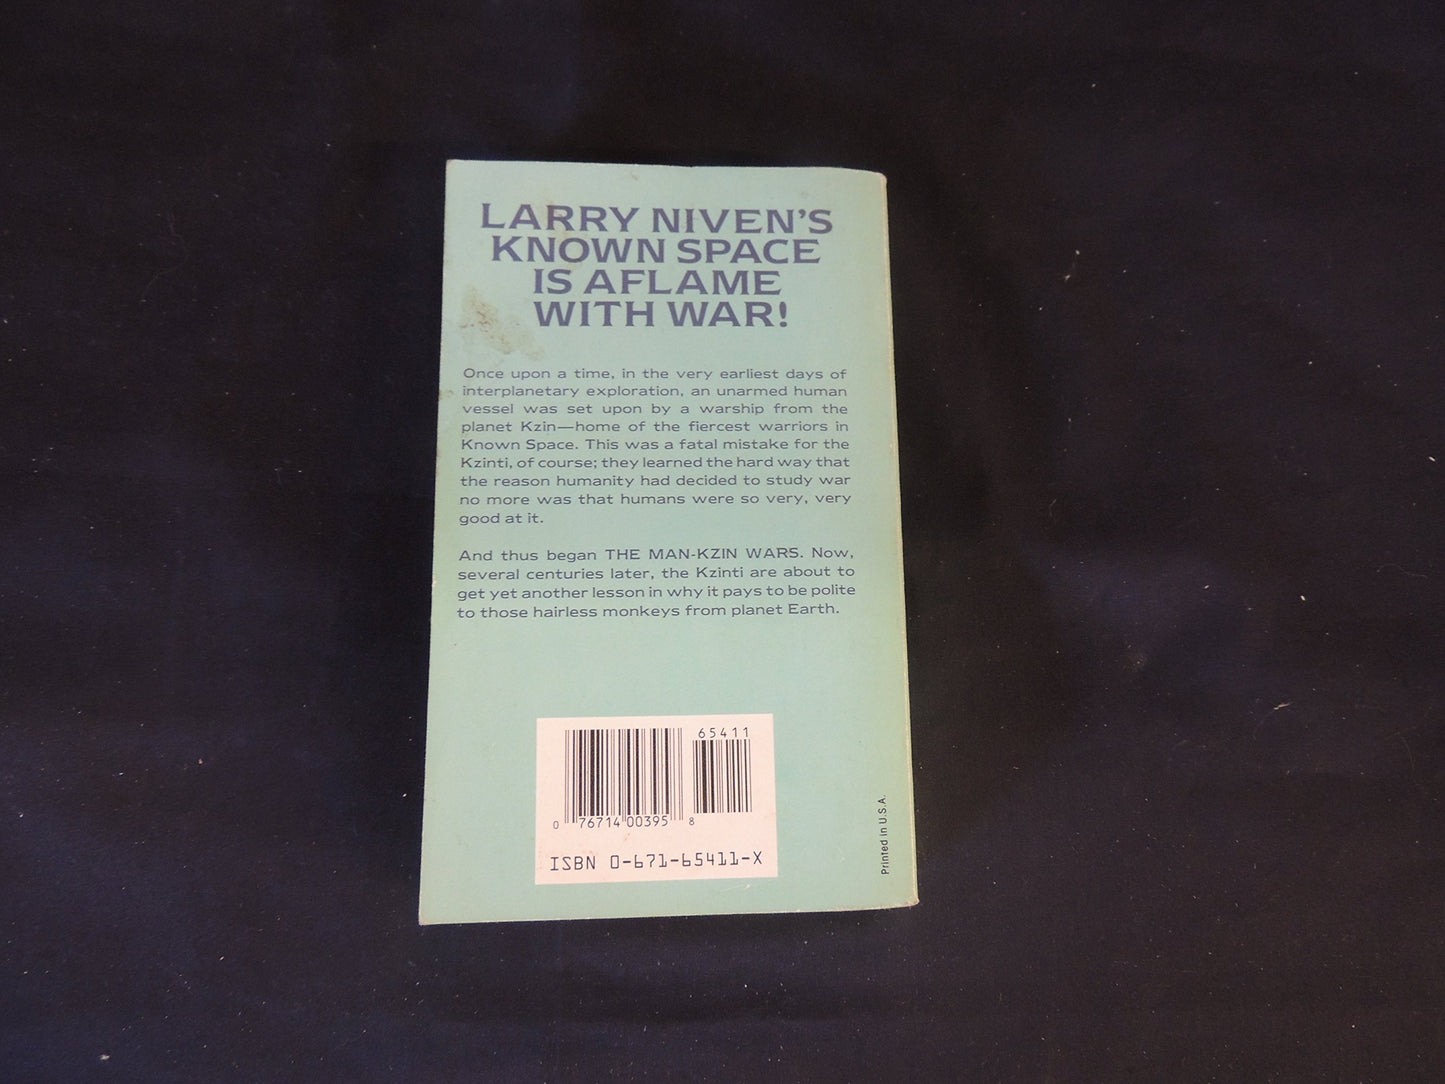 LARRY NIVEN'S
KNOWN SPACE
IS AFLAME
WITH WAR!
Once upon a time, in the very earliest days of
interplanetary exploration, an unarmed human
vessel was set upon by a warship from the
planet Kzin—home of the fiercest warriors in
Known Space. This was a fatal mistake for the
Kzinti, of course; they learned the hard way that
the reason humanity had decided to study war
no more was that humans were so very, very
good at it.
And thus began THE MAN-KZIN WARS. Now,
several centuries later, the Kzinti are about to
get yet another lesson in why it pays to be polite
to those hairless monkeys from planet Earth.
65411
0 76714 00395 8
ISBN 0-671-65411-X
Printed in U.S.A.